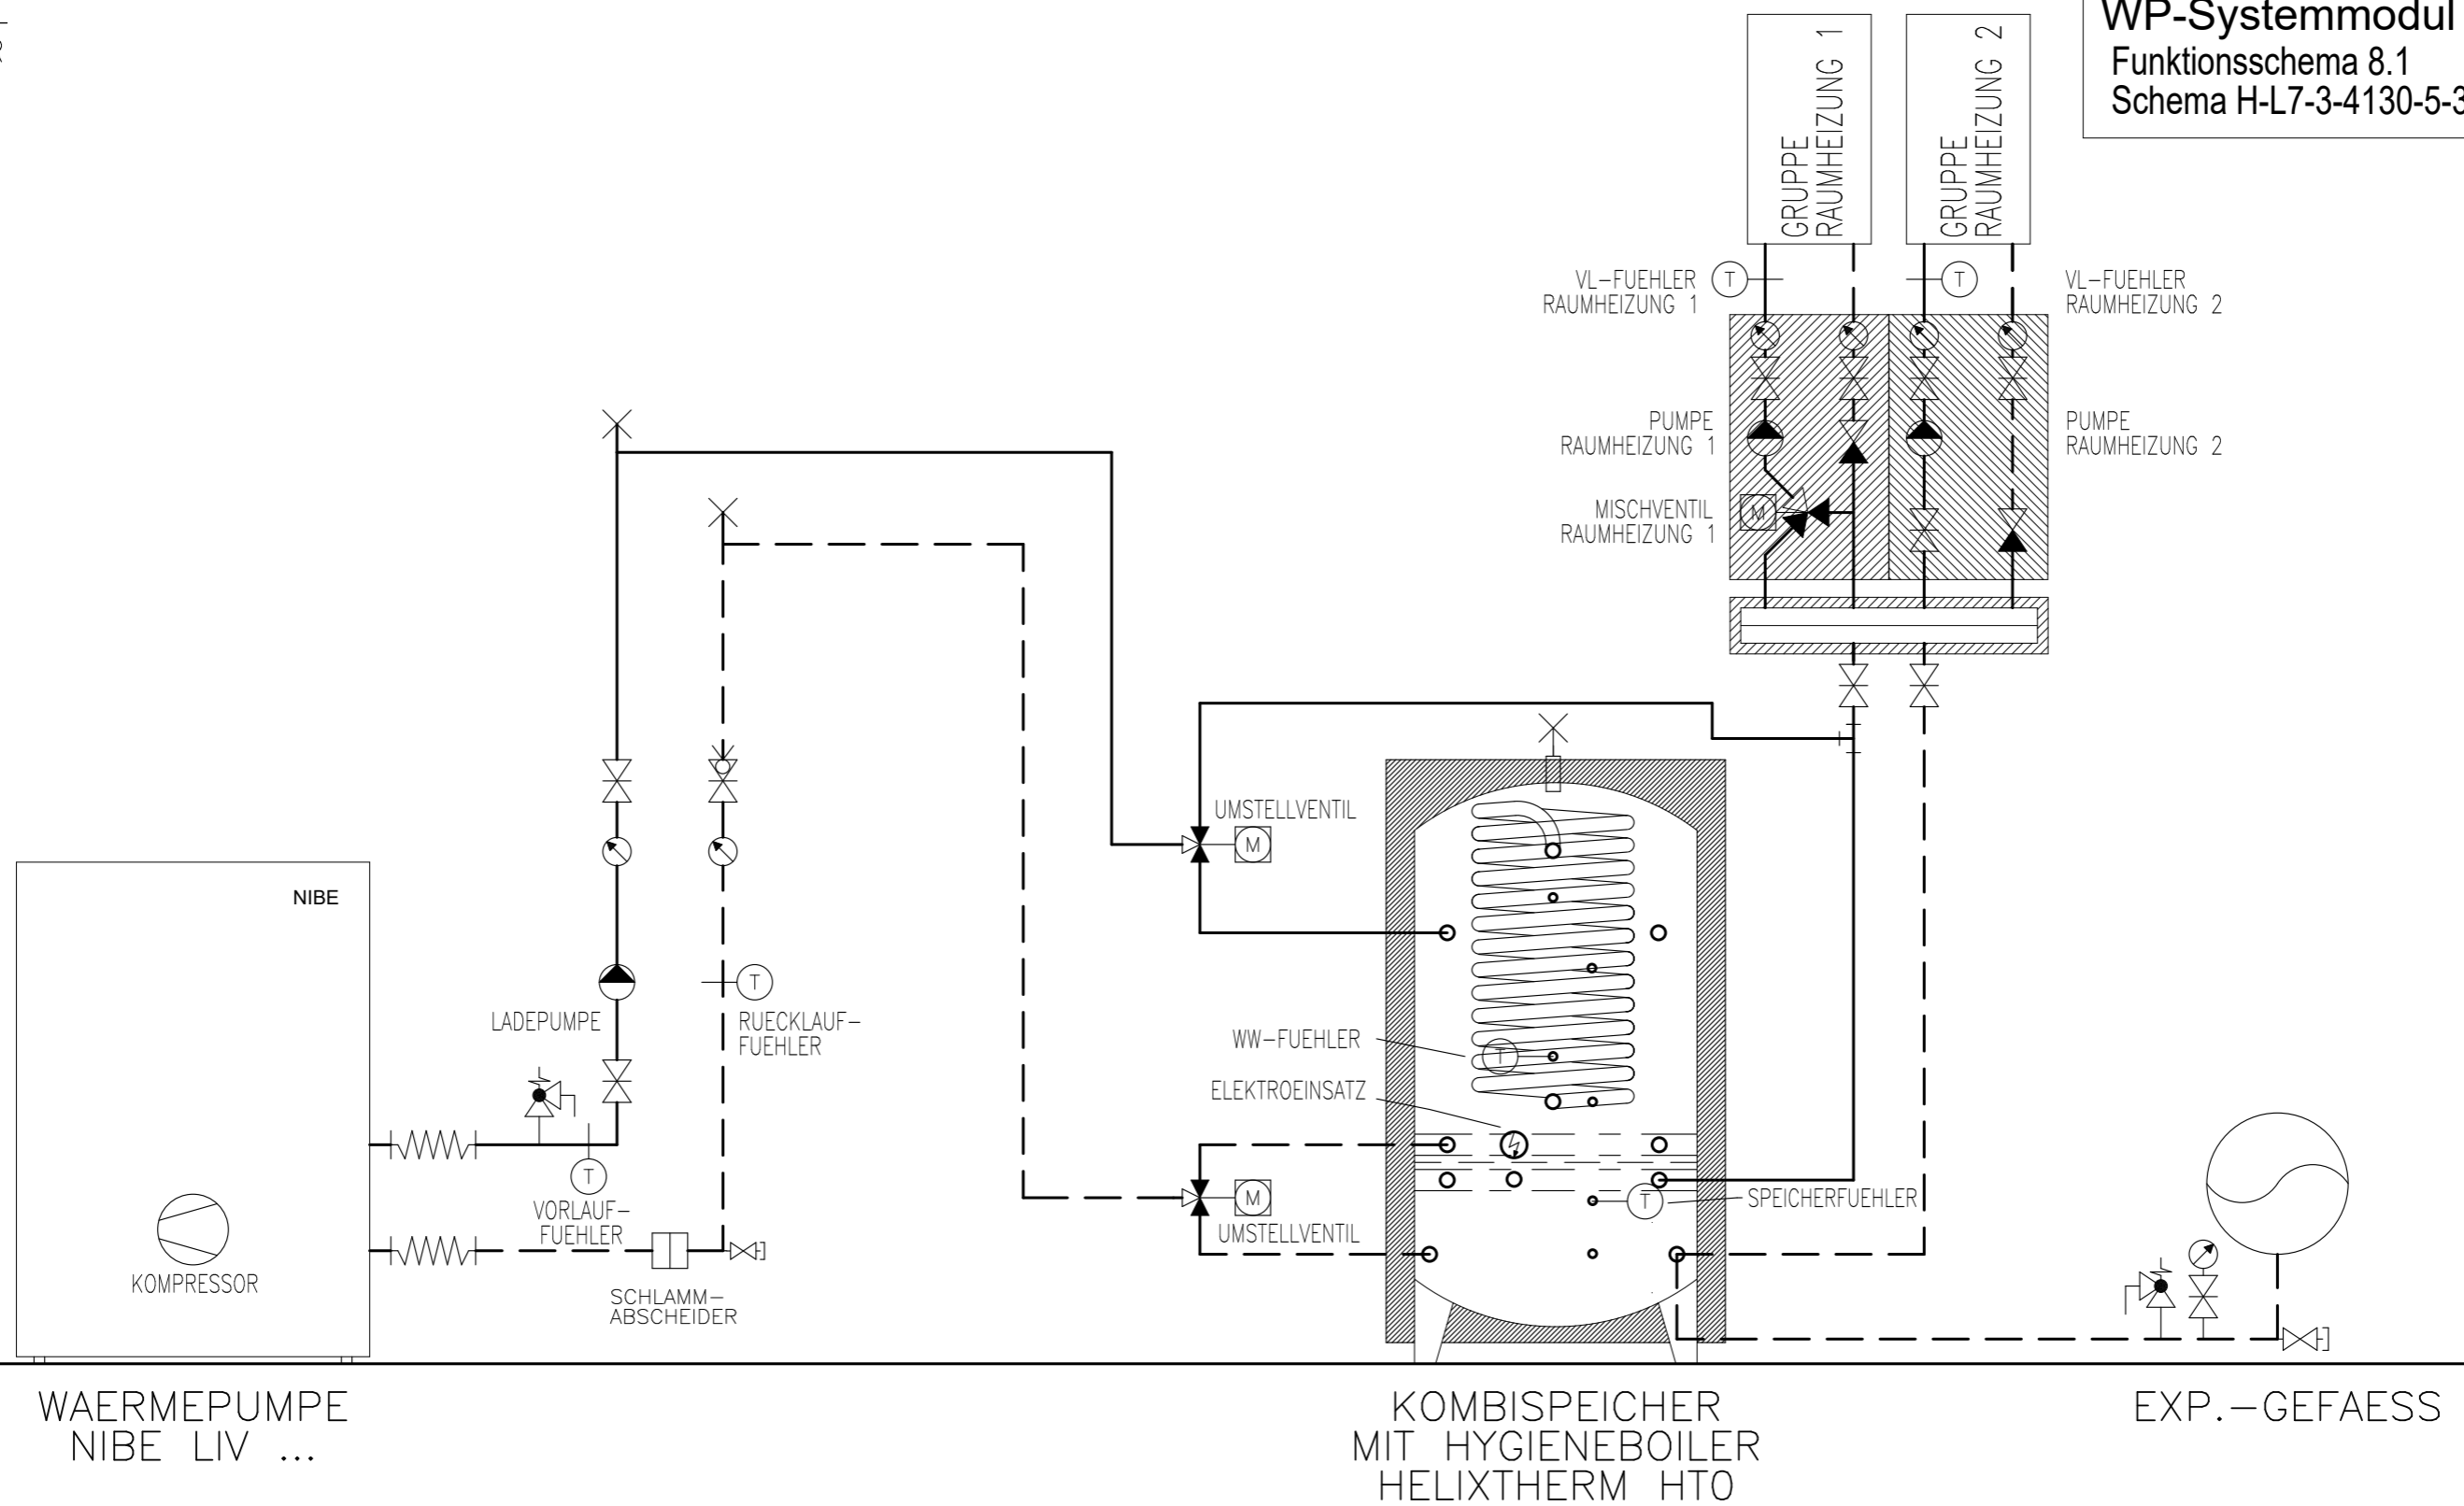 WP-Systemmodul
Funktionsschema 8.1
Schema H-L7-3-4130-5-3
GRUPPE
RAUMHEIZUNG 1
GRUPPE
RAUMHEIZUNG 2
VL-FUEHLER
RAUMHEIZUNG 1
T
T
VL-FUEHLER
RAUMHEIZUNG 2
PUMPE
RAUMHEIZUNG 1
PUMPE
RAUMHEIZUNG 2
MISCHVENTIL
RAUMHEIZUNG 1
M
UMSTELLVENTIL
M
NIBE
LADEPUMPE
T
RUECKLAUF-
FUEHLER
WW-FUEHLER
T
ELEKTROEINSATZ
T
VORLAUF-
FUEHLER
M
UMSTELLVENTIL
T
SPEICHERFUEHLER
KOMPRESSOR
SCHLAMM-
ABSCHEIDER
WAERMEPUMPE
NIBE LIV ...
KOMBISPEICHER
MIT HYGIENEBOILER
HELIXTHERM HTO
EXP.-GEFAESS